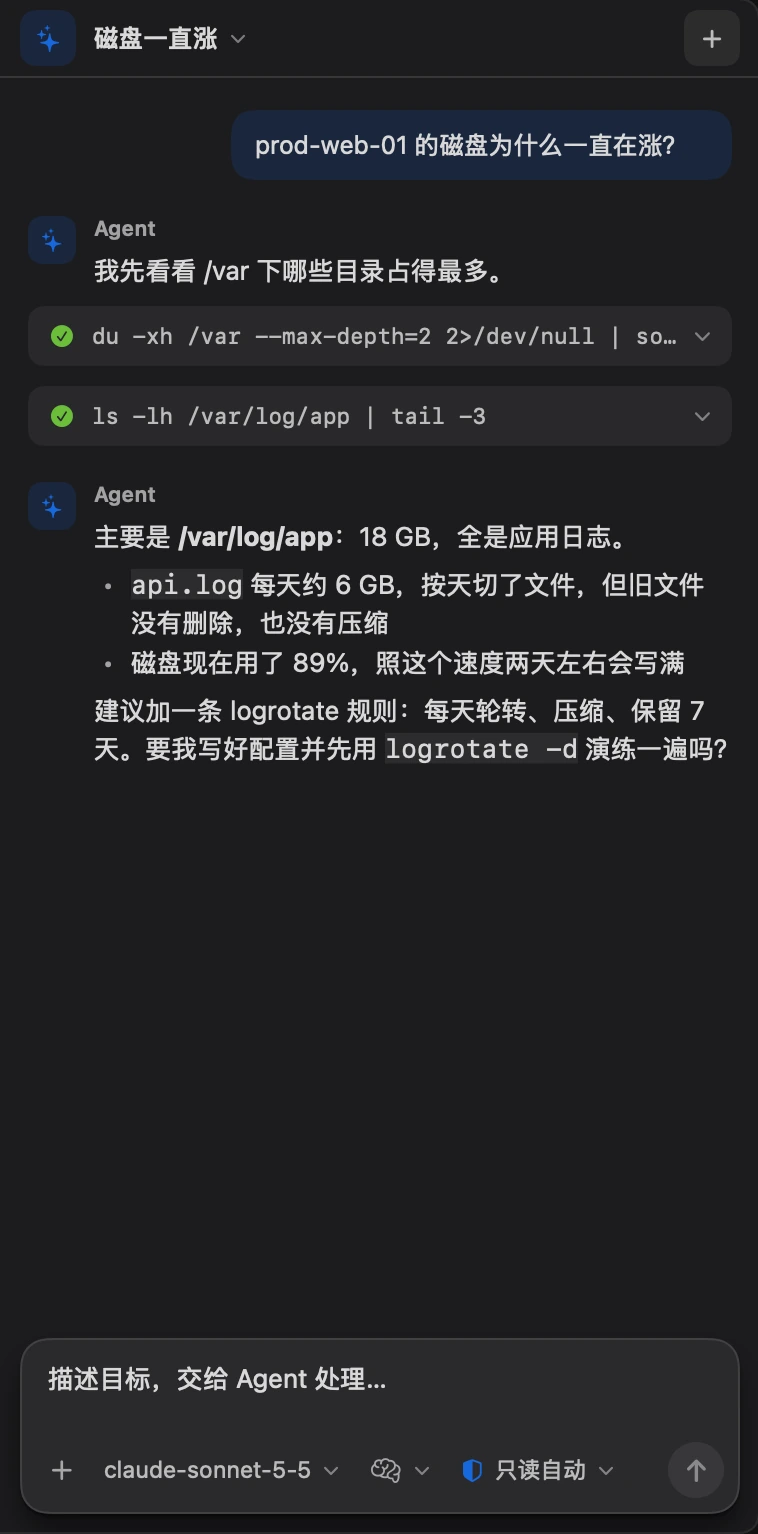 磁盘一直涨
prod-web-01 的磁盘为什么一直在涨?
Agent
我先看看 /var 下哪些目录占得最多。
du -xh /var --max-depth=2 2>/dev/null | so…
ls -lh /var/log/app | tail -3
Agent
主要是 /var/log/app：18 GB，全是应用日志。
• api.log 每天约 6 GB，按天切了文件，但旧文件
没有删除，也没有压缩
• 磁盘现在用了 89%，照这个速度两天左右会写满
建议加一条 logrotate 规则：每天轮转、压缩、保留 7
天。要我写好配置并先用 logrotate -d 演练一遍吗?
描述目标，交给 Agent 处理...
claude-sonnet-5-5
只读自动